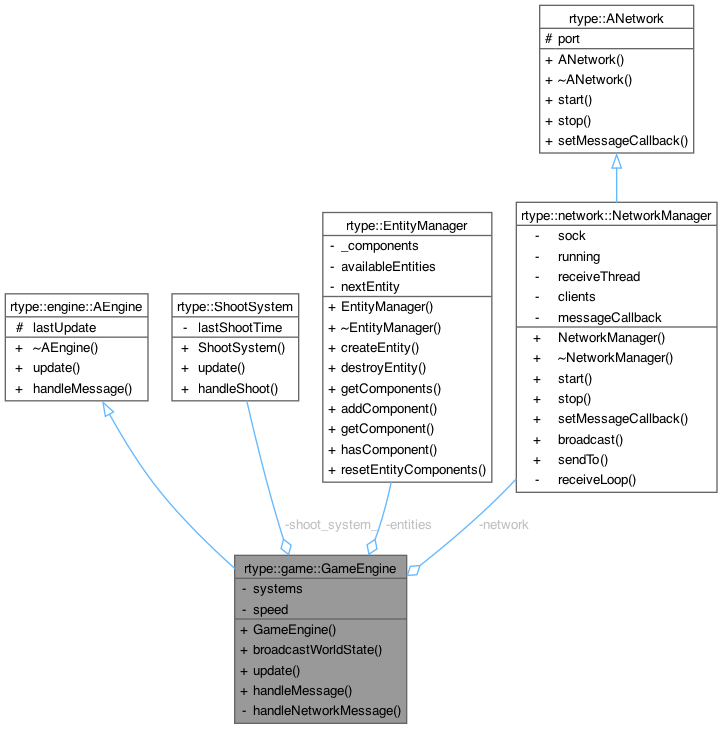 rtype::ANetwork
# port
+ ANetwork()
+ ~ANetwork()
+ start()
+ stop()
+ setMessageCallback()
rtype::network::NetworkManager
- sock
- running
- receiveThread
- clients
- messageCallback
+ NetworkManager()
+ ~NetworkManager()
+ start()
+ stop()
+ setMessageCallback()
+ broadcast()
+ sendTo()
- receiveLoop()
rtype::EntityManager
- _components
- availableEntities
- nextEntity
+ EntityManager()
+ ~EntityManager()
+ createEntity()
+ destroyEntity()
+ getComponents()
+ addComponent()
+ getComponent()
+ hasComponent()
+ resetEntityComponents()
rtype::engine::AEngine
# lastUpdate
+ ~AEngine()
+ update()
+ handleMessage()
rtype::ShootSystem
- lastShootTime
+ ShootSystem()
+ update()
+ handleShoot()
-shoot_system_
-entities
-network
rtype::game::GameEngine
- systems
- speed
+ GameEngine()
+ broadcastWorldState()
+ update()
+ handleMessage()
- handleNetworkMessage()